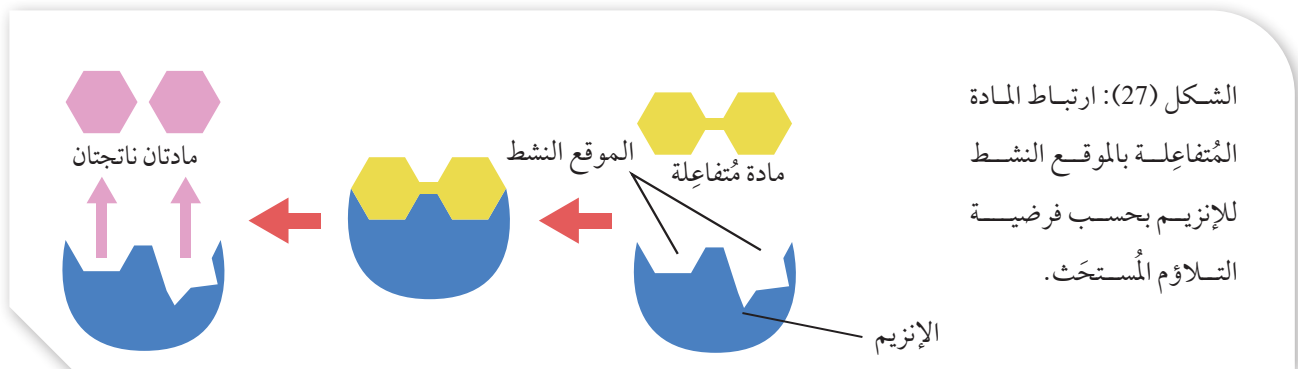 الشكل (27): ارتباط المادة
المُتفاعِلة بالموقع النشط
للإنزيم بحسب فرضية
التلاؤم المُستحَث.
مادة مُتفاعِلة
الموقع النشط
الإنزيم
مادتان ناتجتان